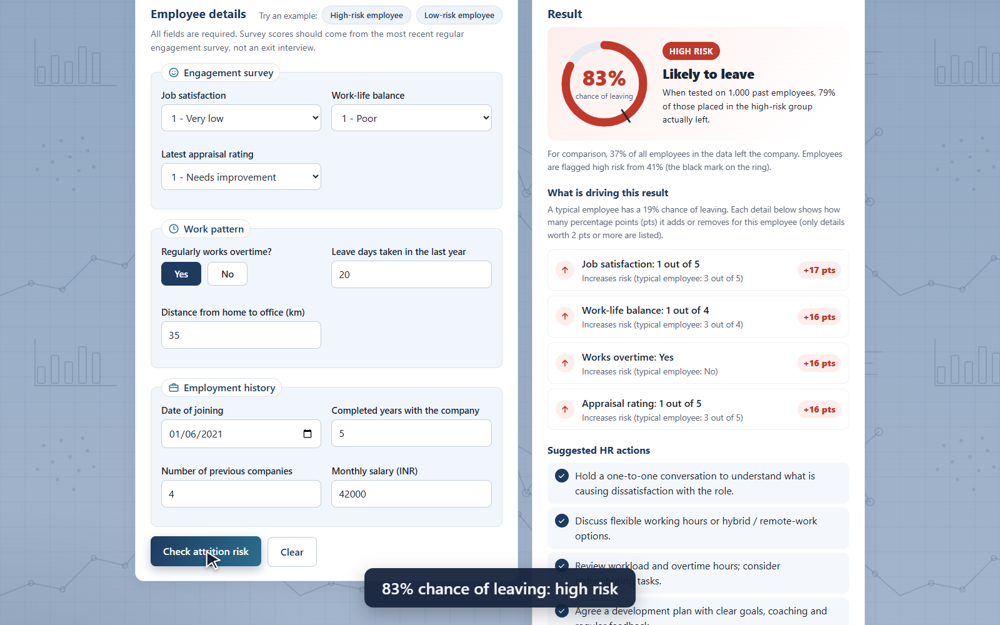 Employee details
Try an example:
High-risk employee
Low-risk employee
All fields are required. Survey scores should come from the most recent regular
engagement survey, not an exit interview.
Engagement survey
Job satisfaction
Work-life balance
1 - Very low
1 - Poor
Latest appraisal rating
1 - Needs improvement
Work pattern
Regularly works overtime?
Leave days taken in the last year
Yes
No
20
Distance from home to office (km)
35
Employment history
Date of joining
Completed years with the company
01/06/2021
5
Number of previous companies
Monthly salary (INR)
4
42000
Check attrition risk
Clear
Result
83%
chance of leaving
HIGH RISK
Likely to leave
When tested on 1,000 past employees, 79%
of those placed in the high-risk group
actually left.
For comparison, 37% of all employees in the data left the company. Employees
are flagged high risk from 41% (the black mark on the ring).
What is driving this result
A typical employee has a 19% chance of leaving. Each detail below shows how
many percentage points (pts) it adds or removes for this employee (only details
worth 2 pts or more are listed).
Job satisfaction: 1 out of 5
Increases risk (typical employee: 3 out of 5)
+17 pts
Work-life balance: 1 out of 4
Increases risk (typical employee: 3 out of 4)
+16 pts
Works overtime: Yes
Increases risk (typical employee: No)
+16 pts
Appraisal rating: 1 out of 5
Increases risk (typical employee: 3 out of 5)
+16 pts
Suggested HR actions
Hold a one-to-one conversation to understand what is
causing dissatisfaction with the role.
Discuss flexible working hours or hybrid / remote-work
options.
Review workload and overtime hours; consider
redistributing tasks.
Agree a development plan with clear goals, coaching and
83% chance of leaving: high risk